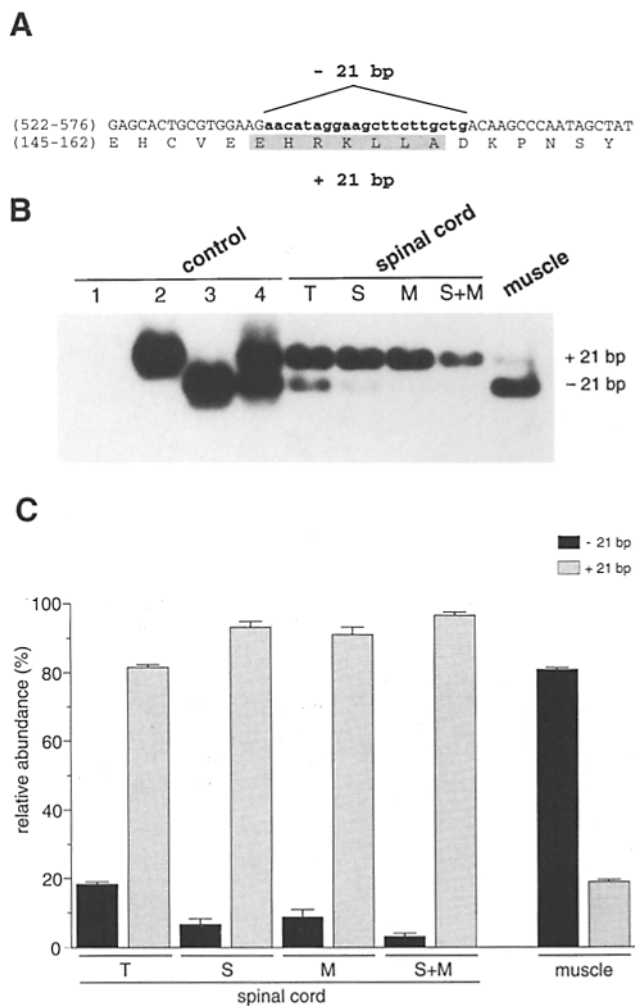 A
- 21 bp
(522-576) GAGCACTGCGTGGAAGaacataggaagcttcttgctgACAAGCCCAATAGCTAT
(145-162) E H C V E E H R K L L A D K P N S Y
+ 21 bp
B
control spinal cord muscle
1 2 3 4 T S M S+M
+ 21 bp
- 21 bp
C
- 21 bp
+ 21 bp
relative abundance (%)
100
80
60
40
20
0
T S M S+M muscle
spinal cord